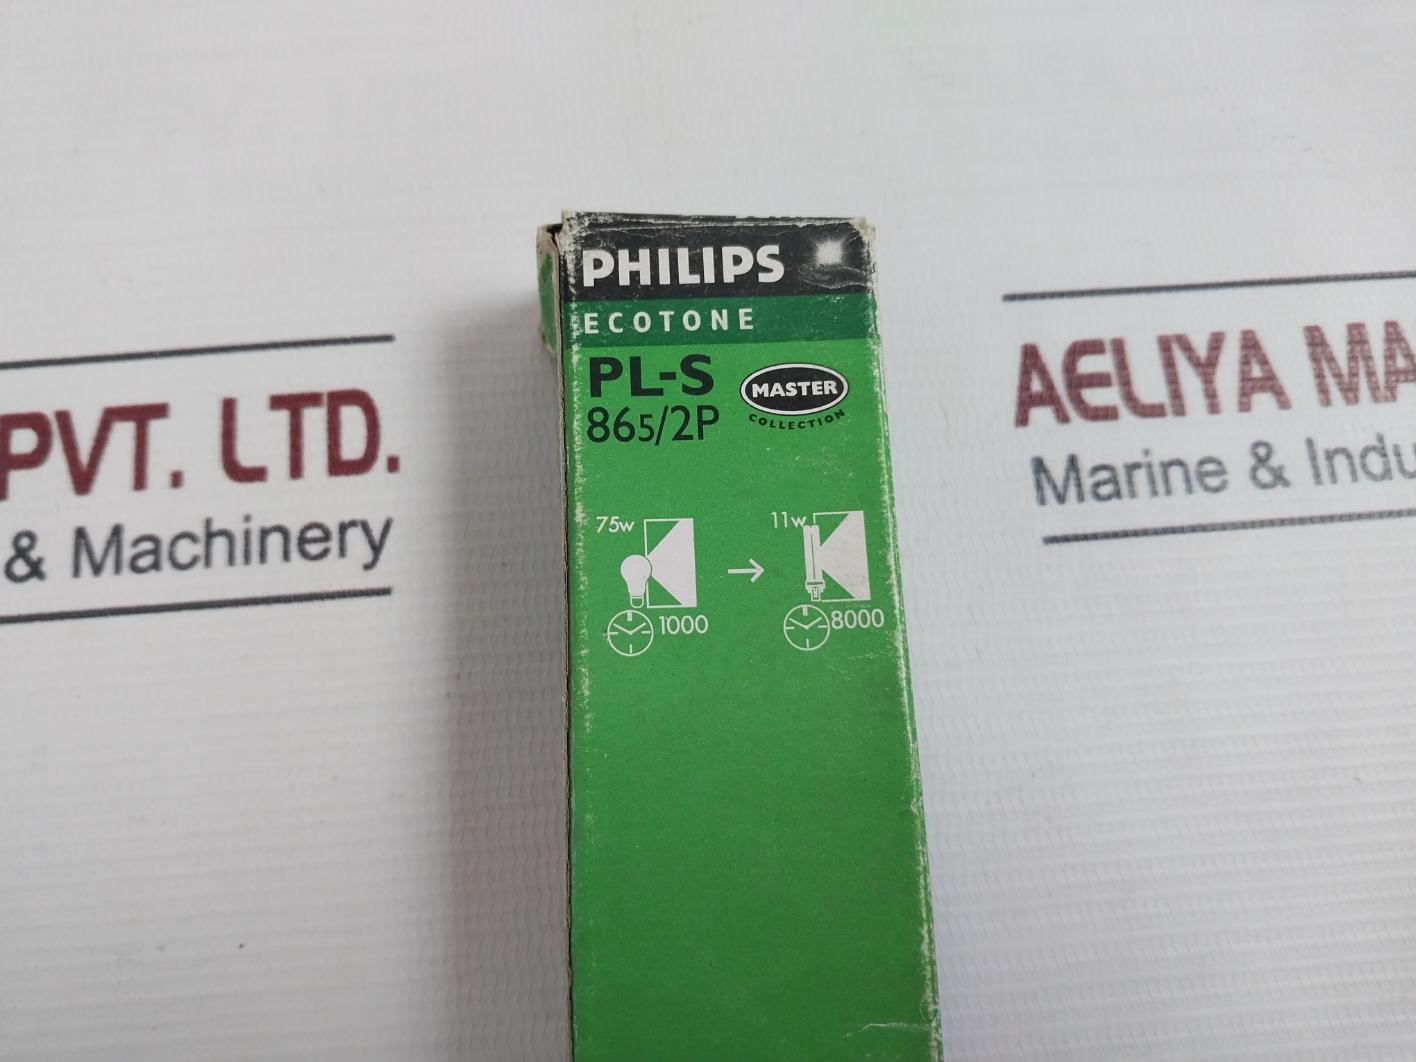 PHILIPS
ECOTONE
PL-S
865/2P
MASTER
COLLECTION
75w
11w
1000
8000
PVT. LTD.
& Machinery
AELIYA MA
Marine & Indu